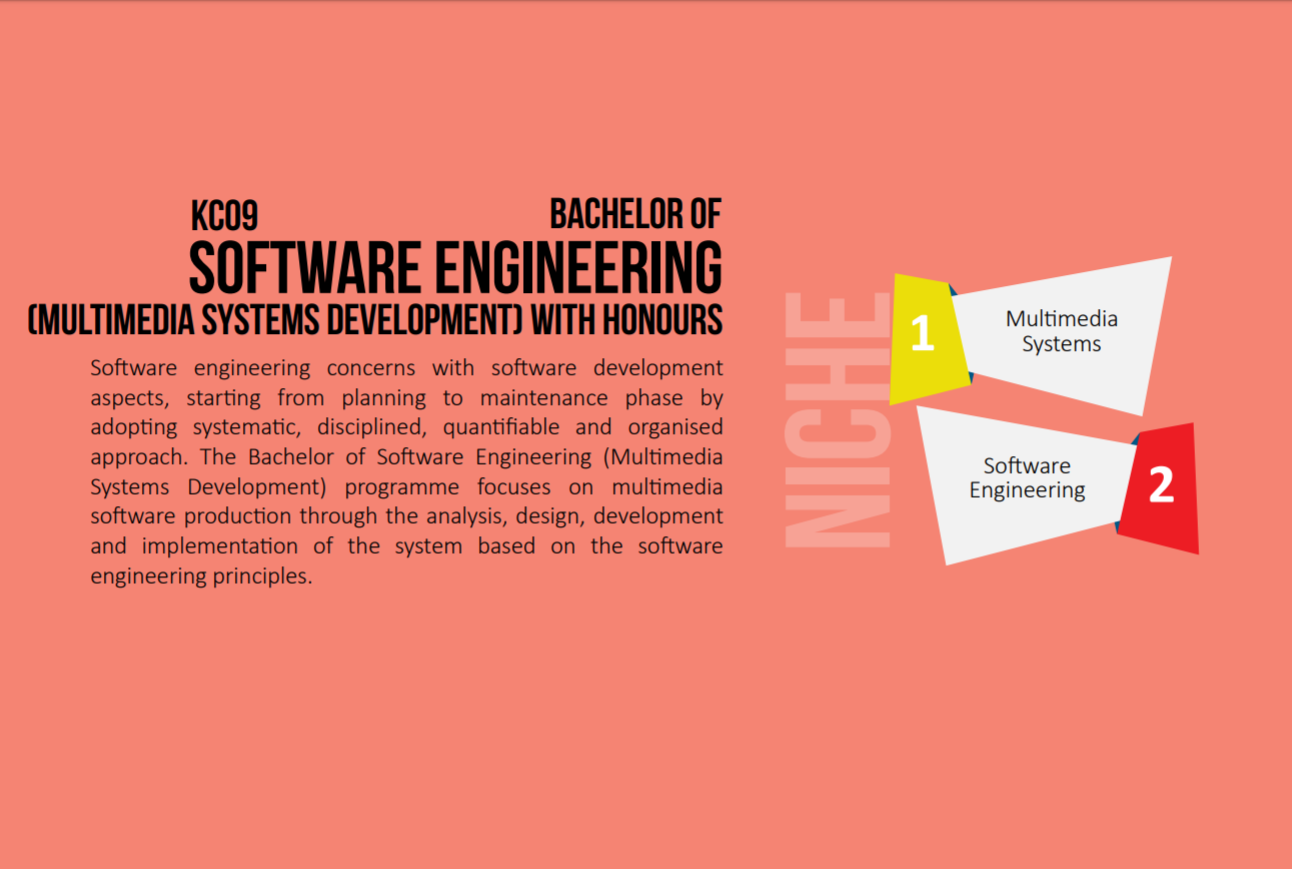 KC09 BACHELOR OF
SOFTWARE ENGINEERING
(MULTIMEDIA SYSTEMS DEVELOPMENT) WITH HONOURS
Software engineering concerns with software development
aspects, starting from planning to maintenance phase by
adopting systematic, disciplined, quantifiable and organised
approach. The Bachelor of Software Engineering (Multimedia
Systems Development) programme focuses on multimedia
software production through the analysis, design, development
and implementation of the system based on the software
engineering principles.
NICHE
1
Multimedia
Systems
Software
Engineering
2